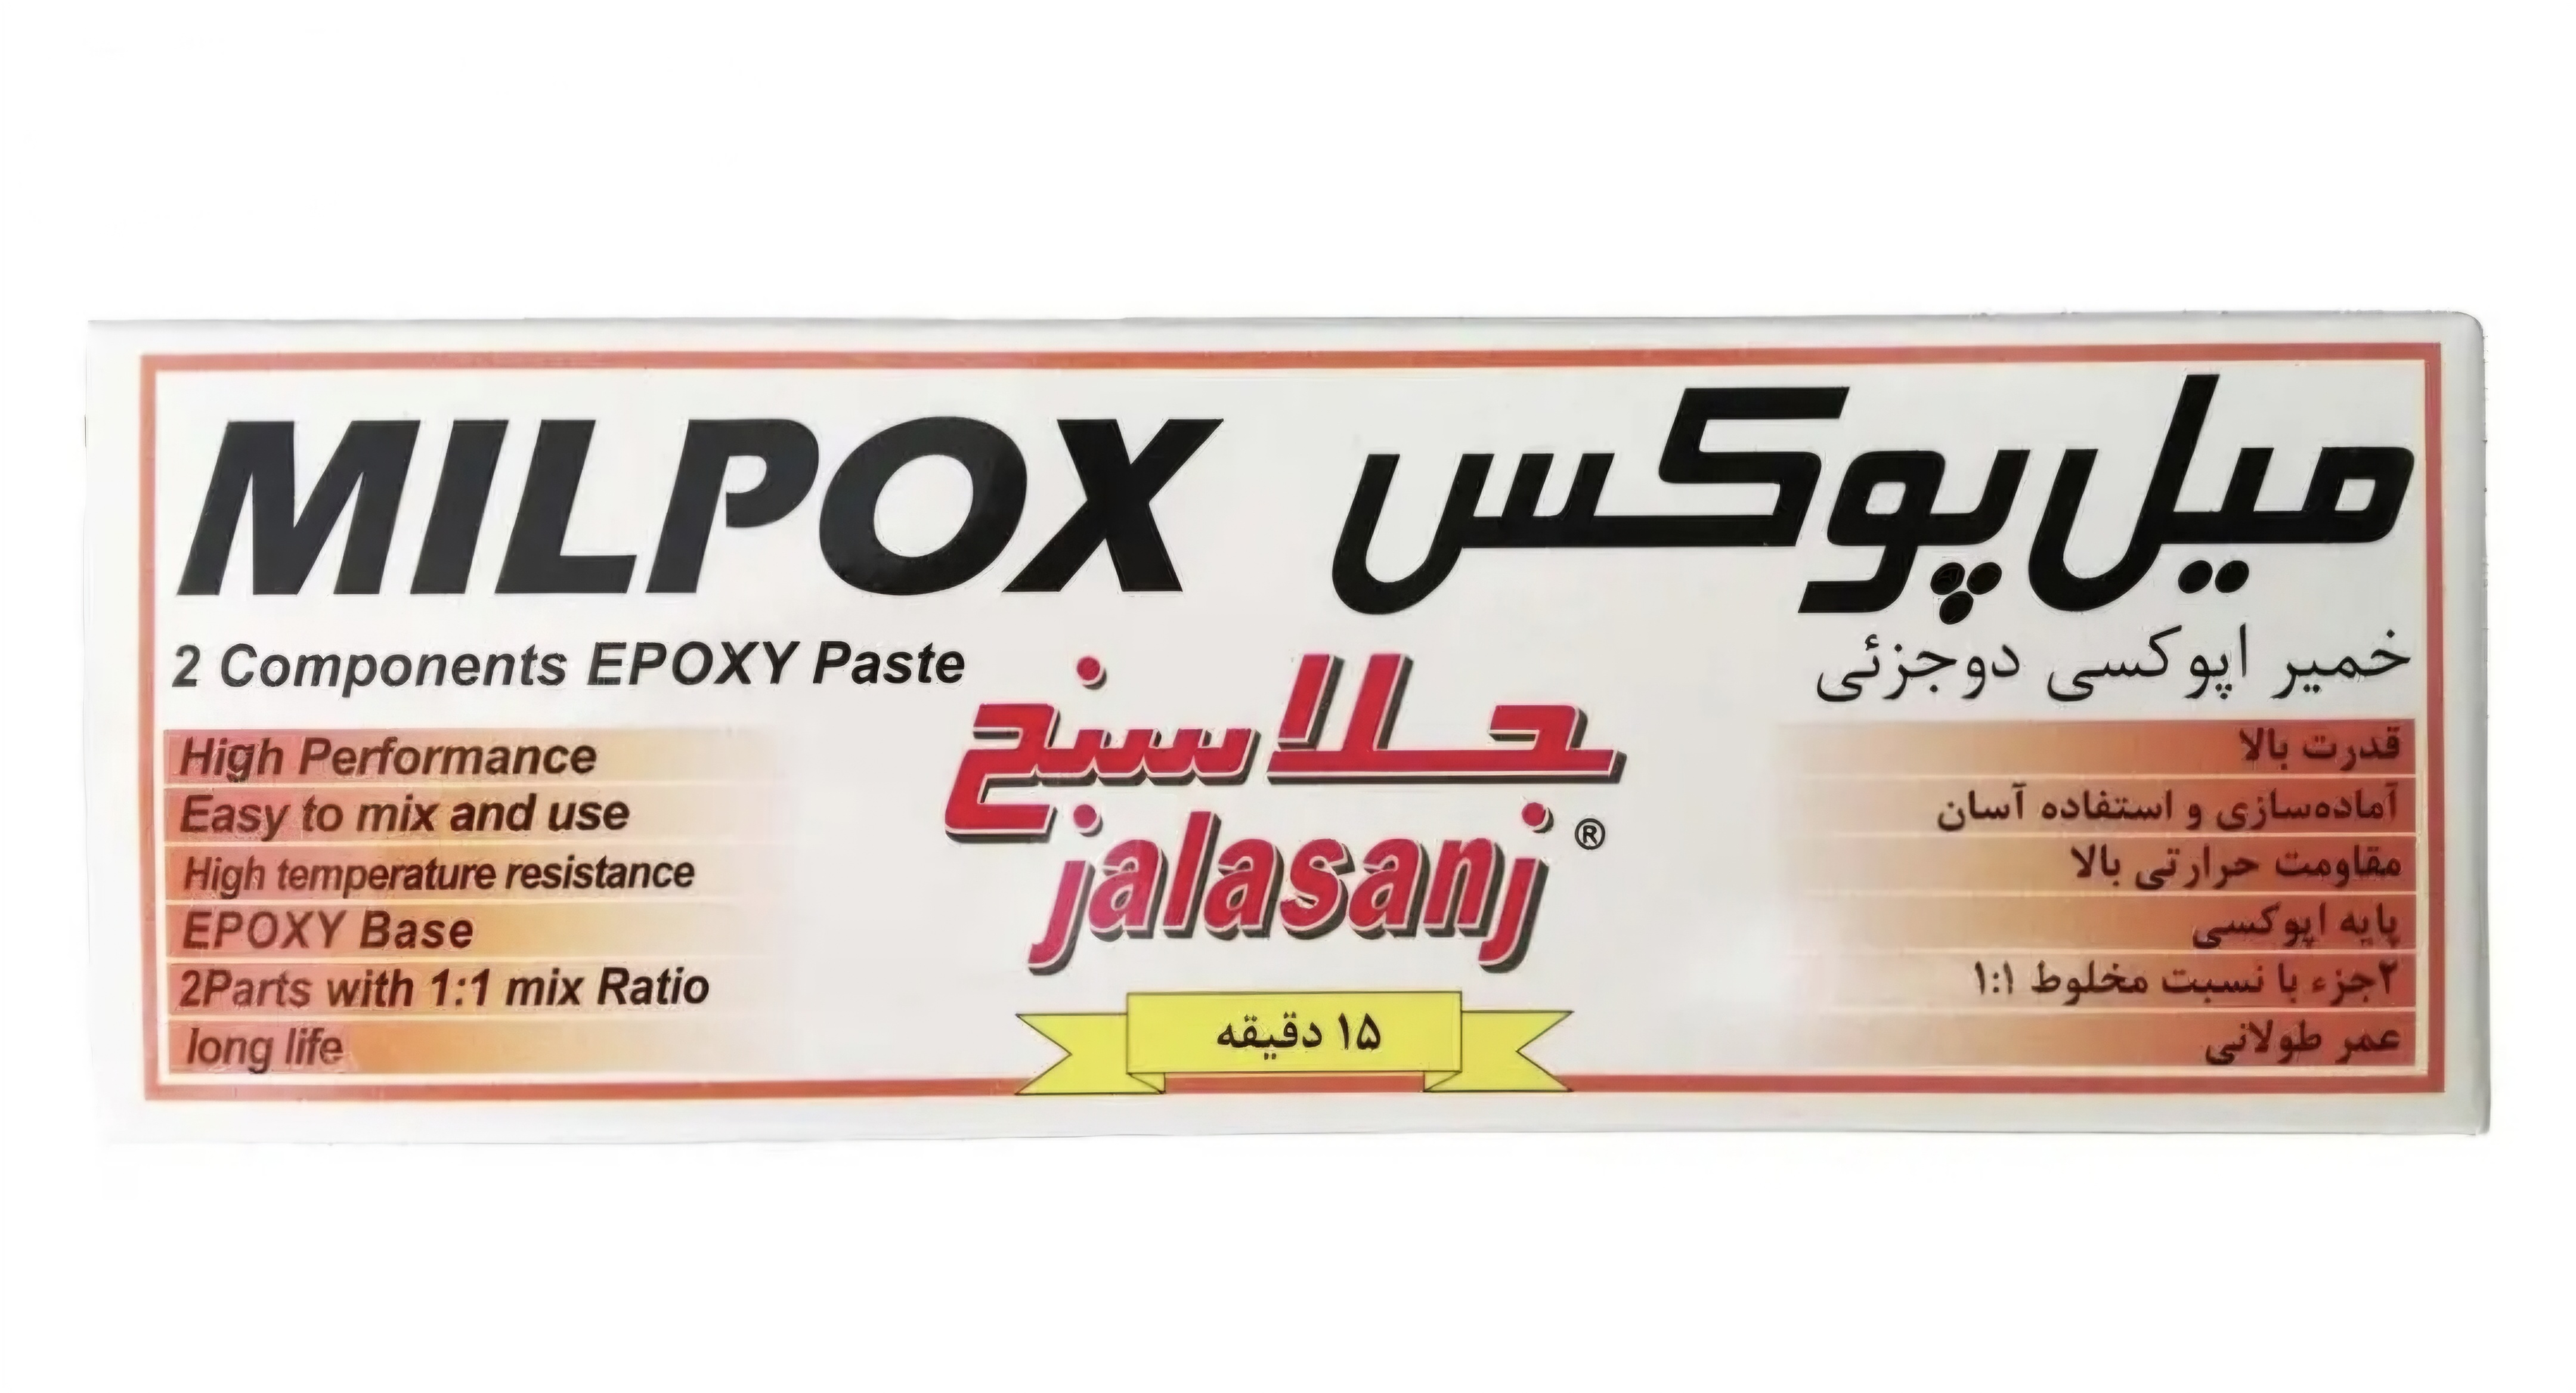 MILPOX
میل پوکس
2 Components EPOXY Paste
خمیر اپوکسی دوجزئی
جلاسنج
jalasanj ®
High Performance
Easy to mix and use
High temperature resistance
EPOXY Base
2Parts with 1:1 mix Ratio
long life
قدرت بالا
آماده‌سازی و استفاده آسان
مقاومت حرارتی بالا
پایه اپوکسی
۲جزء با نسبت مخلوط ۱:۱
عمر طولانی
۱۵ دقیقه